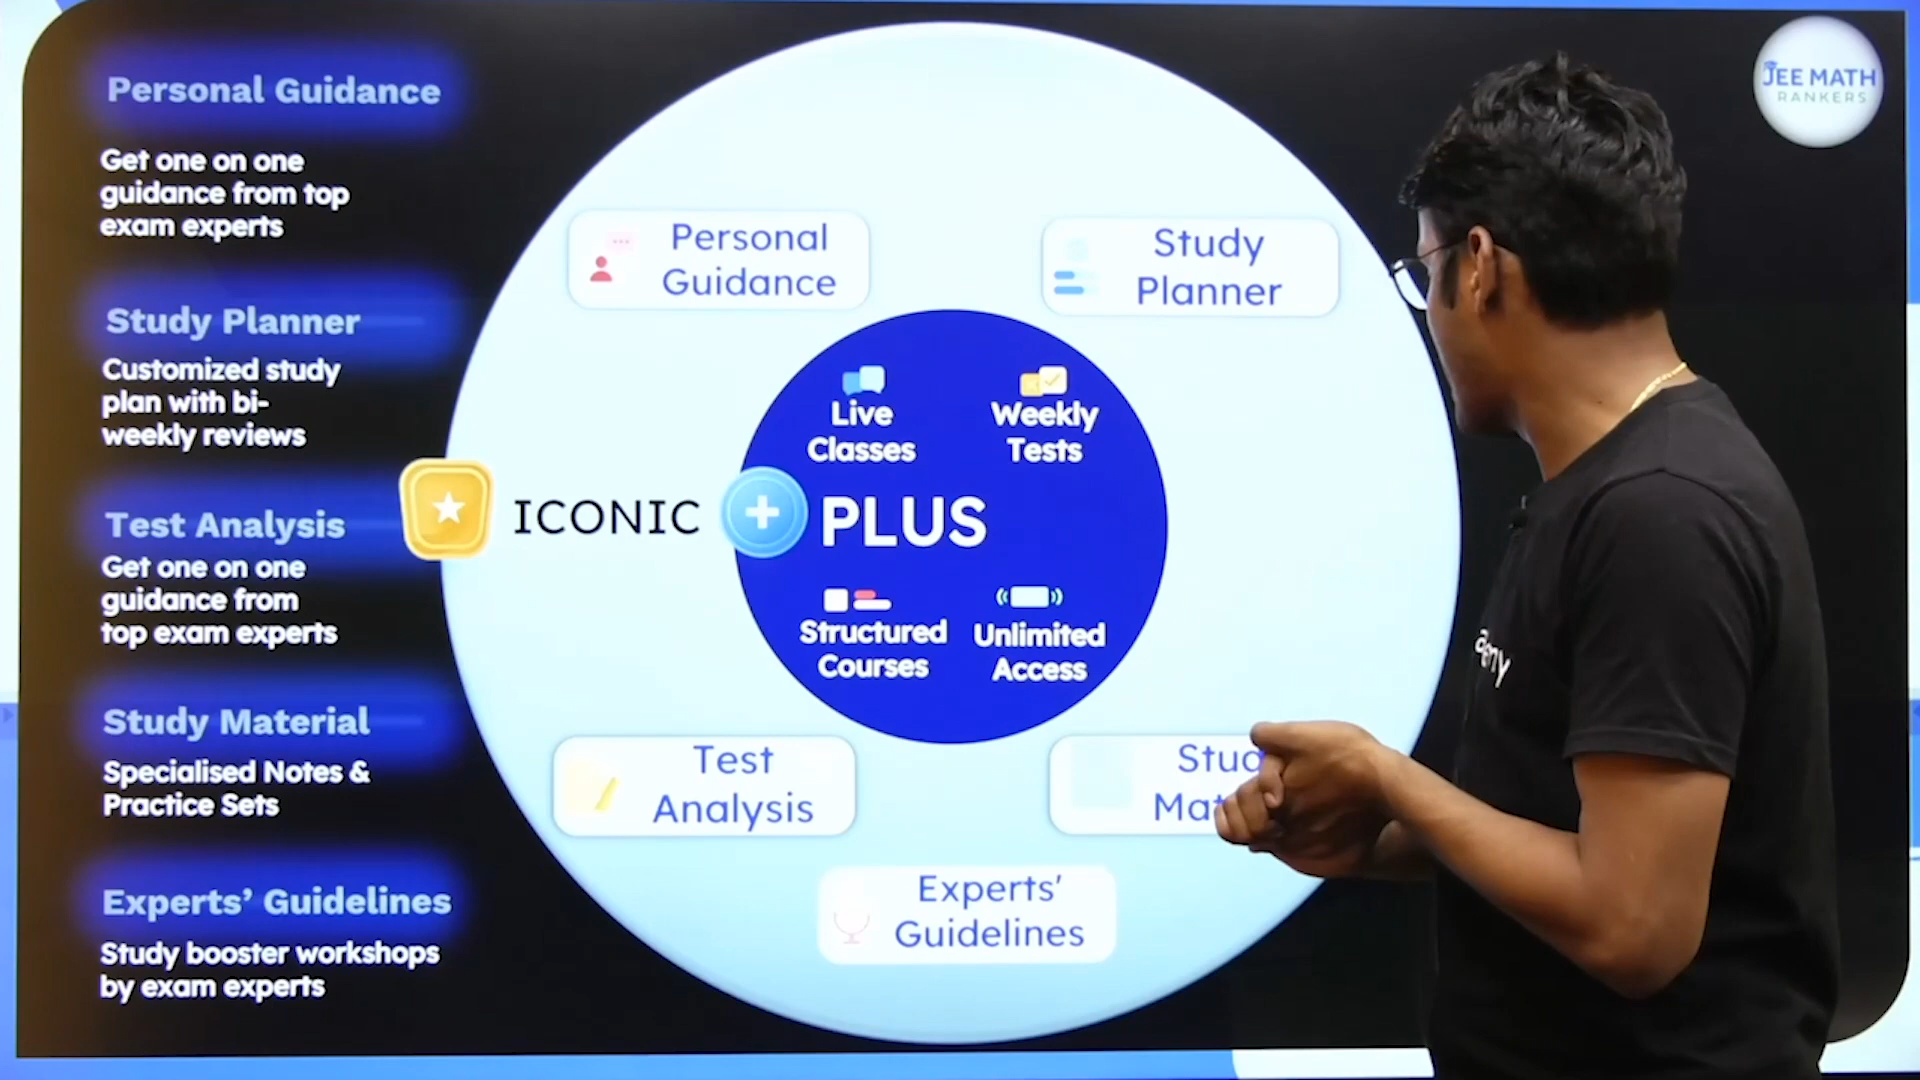 Personal Guidance
Get one on one
guidance from top
exam experts
Study Planner
Customized study
plan with bi-
weekly reviews
Test Analysis
Get one on one
guidance from
top exam experts
Study Material
Specialised Notes &
Practice Sets
Experts' Guidelines
Study booster workshops
by exam experts
Personal
Guidance
Study
Planner
Live
Classes
Weekly
Tests
ICONIC
+ PLUS
Structured
Courses
Unlimited
Access
Test
Analysis
Experts'
Guidelines
JEE MATH
RANKERS